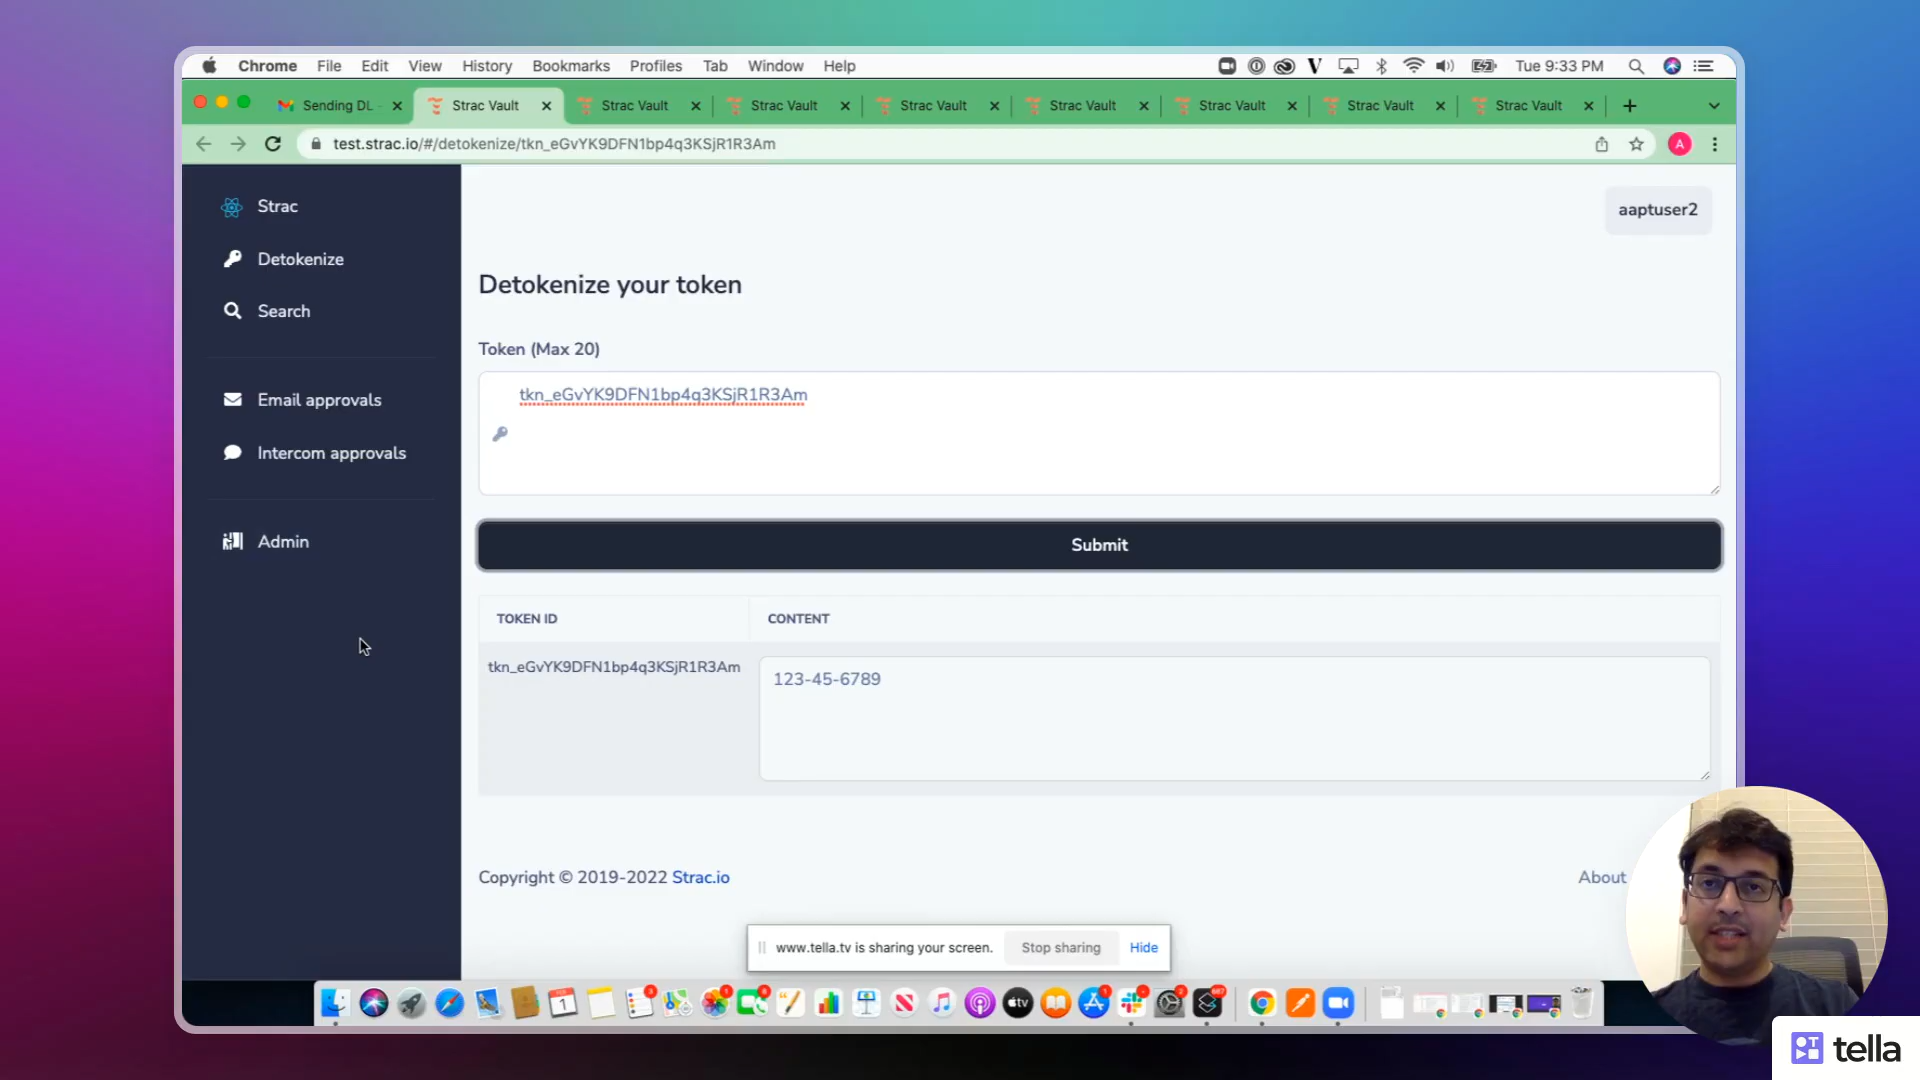 Chrome File Edit View History Bookmarks Profiles Tab Window Help Tue 9:33 PM
Sending DL Strac Vault Strac Vault Strac Vault Strac Vault Strac Vault Strac Vault Strac Vault Strac Vault
test.strac.io/#/detokenize/tkn_eGvYK9DFN1bp4q3KSjR1R3Am A
Strac
aaptuser2
Detokenize
Search
Email approvals
Intercom approvals
Admin
Detokenize your token
Token (Max 20)
tkn_eGvYK9DFN1bp4q3KSjR1R3Am
Submit
TOKEN ID CONTENT
tkn_eGvYK9DFN1bp4q3KSjR1R3Am 123-45-6789
Copyright © 2019-2022 Strac.io About
www.tella.tv is sharing your screen. Stop sharing Hide
tella